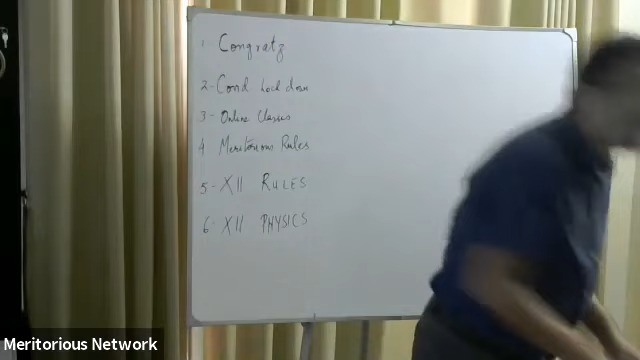 1- Congratz
2- Cond Lock down
3- Online Classes
4 Meritorious Rules
5- XII RULES
6- XII PHYSICS
Meritorious Network